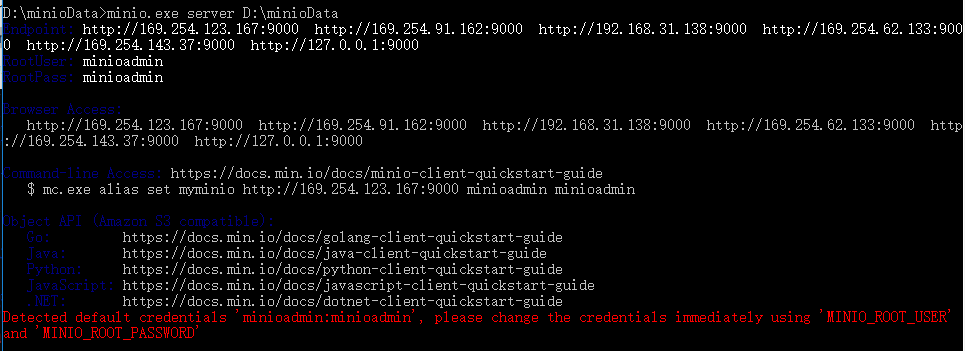 D:\minioData>minio.exe server D:\minioData
Endpoint: http://169.254.123.167:9000  http://169.254.91.162:9000  http://192.168.31.138:9000  http://169.254.62.133:900
0  http://169.254.143.37:9000  http://127.0.0.1:9000
RootUser: minioadmin
RootPass: minioadmin
Browser Access:
http://169.254.123.167:9000  http://169.254.91.162:9000  http://192.168.31.138:9000  http://169.254.62.133:9000  http
://169.254.143.37:9000  http://127.0.0.1:9000
Command-line Access: https://docs.min.io/docs/minio-client-quickstart-guide
$ mc.exe alias set myminio http://169.254.123.167:9000 minioadmin minioadmin
Object API (Amazon S3 compatible):
Go: https://docs.min.io/docs/golang-client-quickstart-guide
Java: https://docs.min.io/docs/java-client-quickstart-guide
Python: https://docs.min.io/docs/python-client-quickstart-guide
JavaScript: https://docs.min.io/docs/javascript-client-quickstart-guide
.NET: https://docs.min.io/docs/dotnet-client-quickstart-guide
Detected default credentials 'minioadmin:minioadmin', please change the credentials immediately using 'MINIO_ROOT_USER'
and 'MINIO_ROOT_PASSWORD'